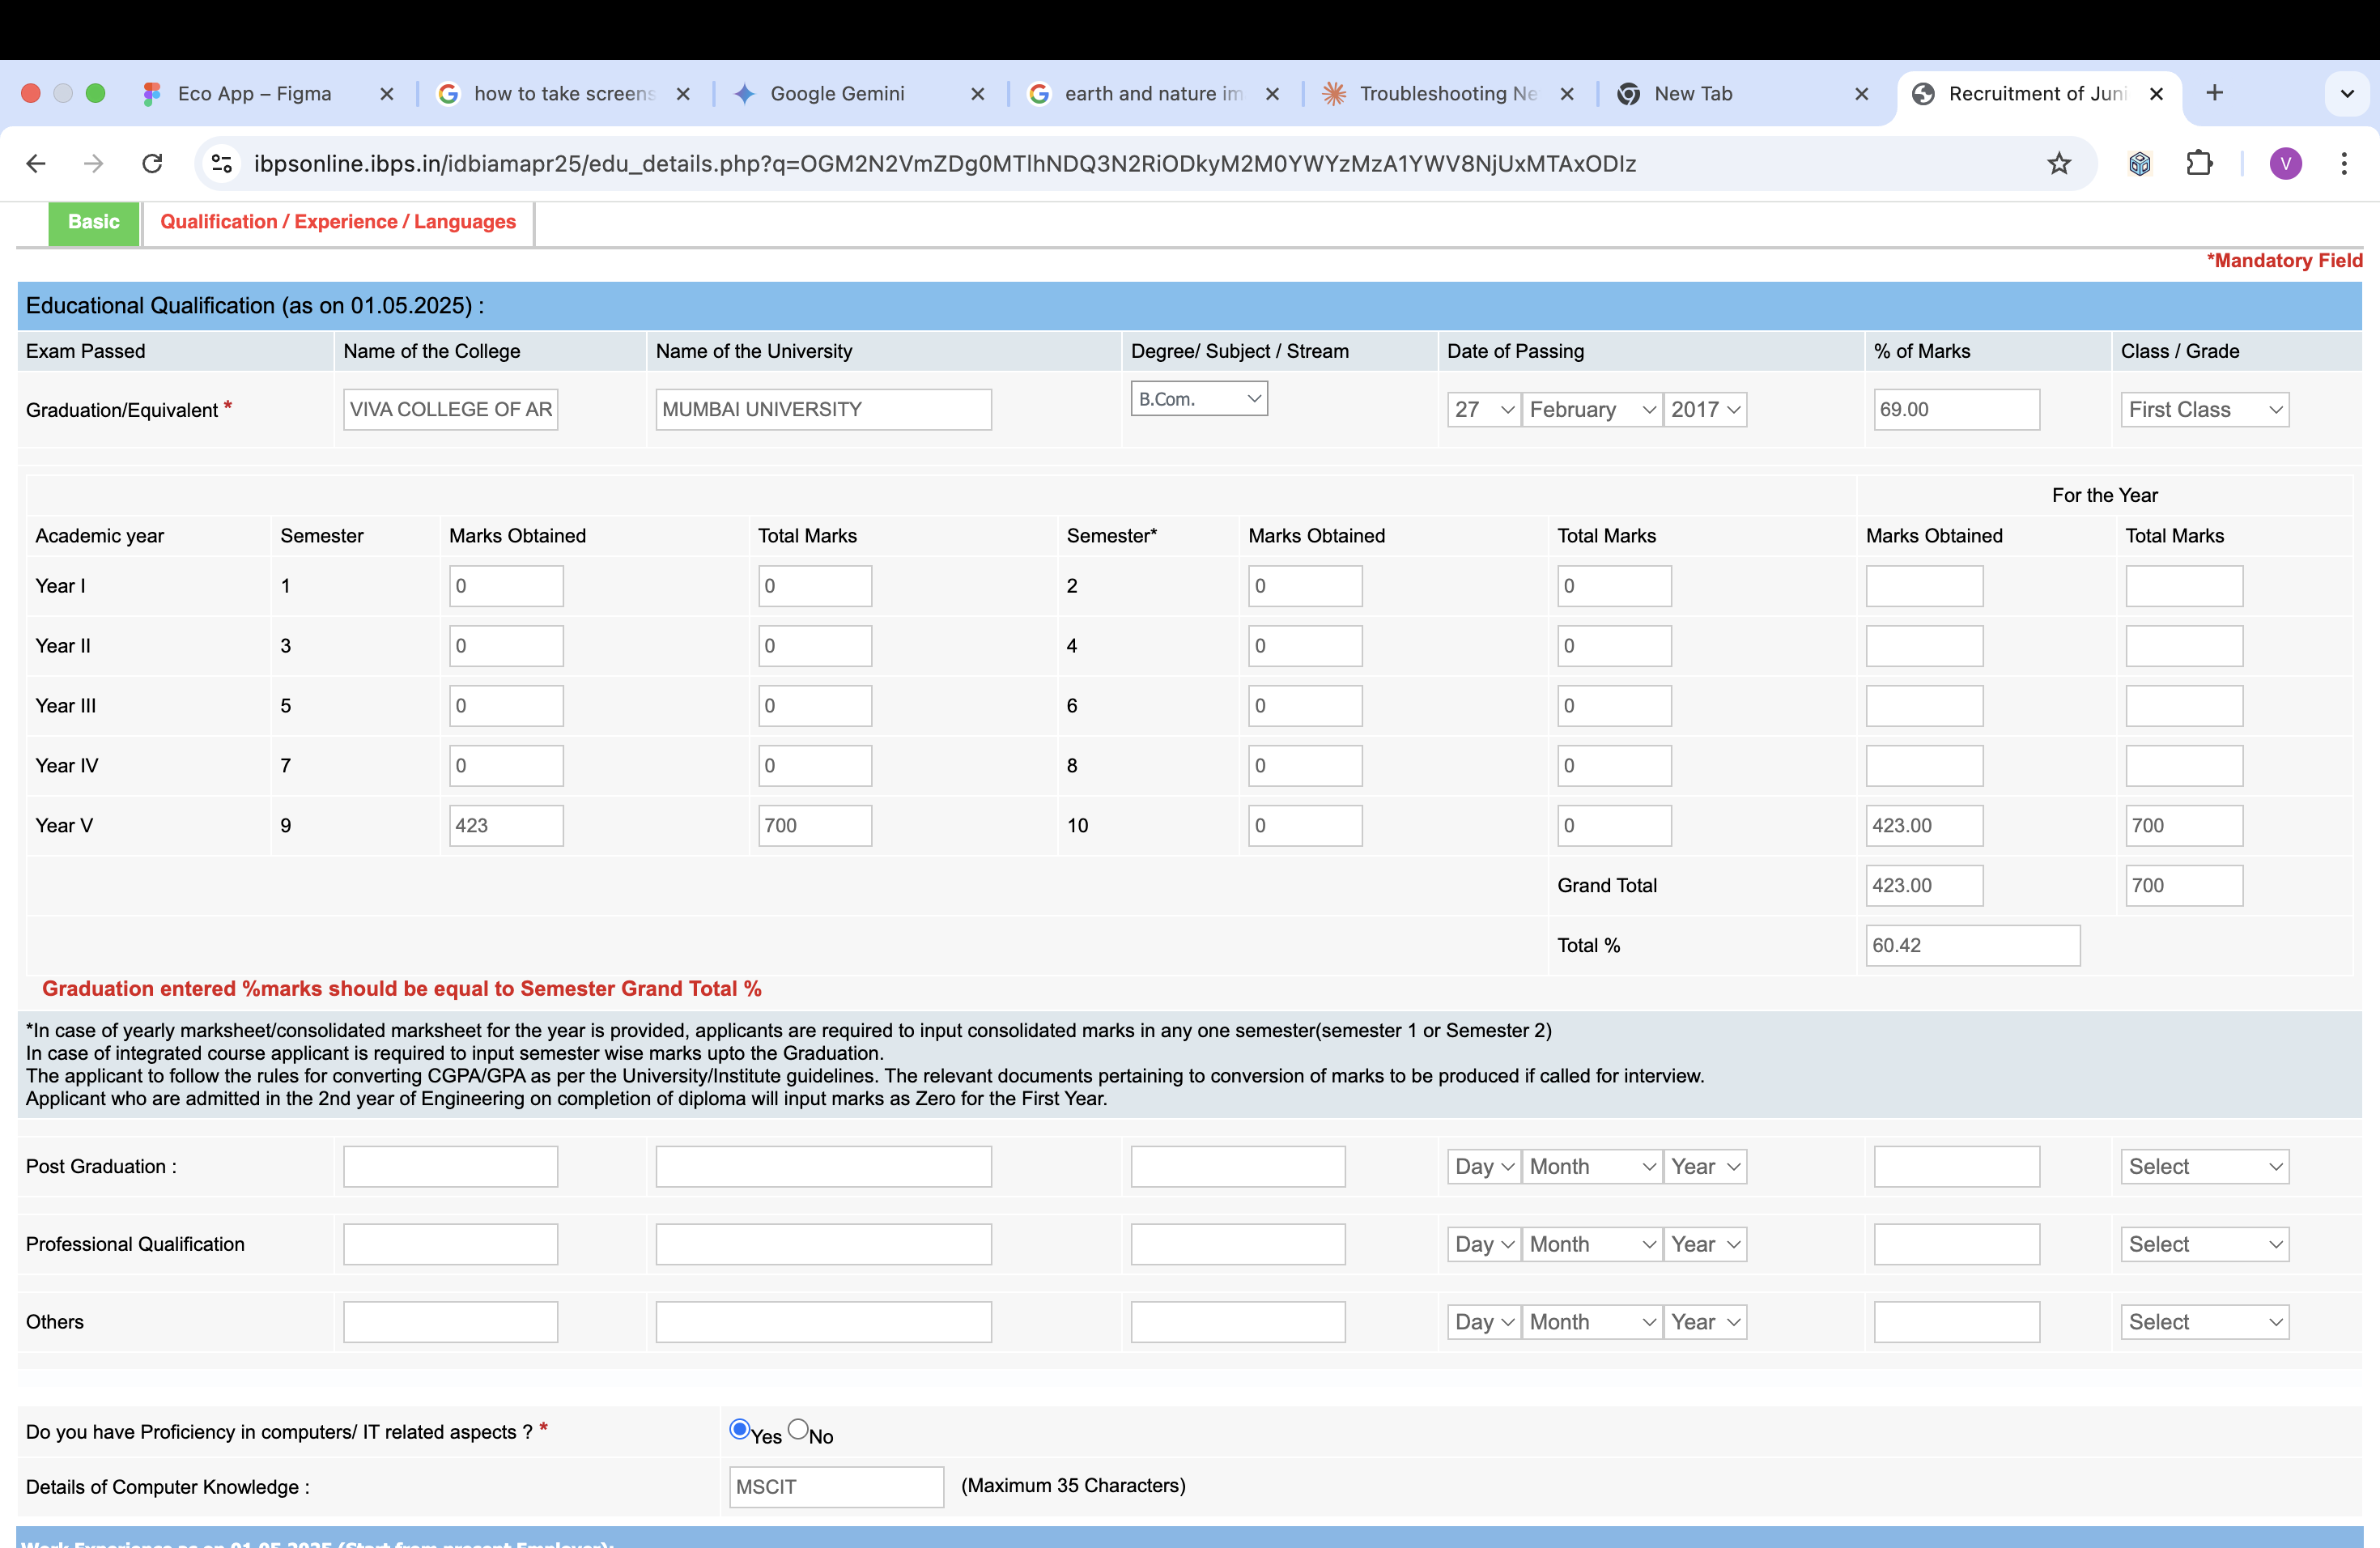 Eco App – Figma
how to take screens
Google Gemini
earth and nature im
Troubleshooting Ne
New Tab
Recruitment of Juni
ibpsonline.ibps.in/idbiamapr25/edu_details.php?q=OGM2N2VmZDg0MTlhNDQ3N2RiODkyM2M0YWYzMzA1YWV8NjUxMTAxODIz
V
Basic
Qualification / Experience / Languages
*Mandatory Field
Educational Qualification (as on 01.05.2025) :
Exam Passed Name of the College Name of the University Degree/ Subject / Stream Date of Passing % of Marks Class / Grade
Graduation/Equivalent * VIVA COLLEGE OF AR MUMBAI UNIVERSITY B.Com. 27 February 2017 69.00 First Class
For the Year
Academic year Semester Marks Obtained Total Marks Semester* Marks Obtained Total Marks Marks Obtained Total Marks
Year I 1 0 0 2 0 0
Year II 3 0 0 4 0 0
Year III 5 0 0 6 0 0
Year IV 7 0 0 8 0 0
Year V 9 423 700 10 0 0 423.00 700
Grand Total 423.00 700
Total % 60.42
Graduation entered %marks should be equal to Semester Grand Total %
*In case of yearly marksheet/consolidated marksheet for the year is provided, applicants are required to input consolidated marks in any one semester(semester 1 or Semester 2)
In case of integrated course applicant is required to input semester wise marks upto the Graduation.
The applicant to follow the rules for converting CGPA/GPA as per the University/Institute guidelines. The relevant documents pertaining to conversion of marks to be produced if called for interview.
Applicant who are admitted in the 2nd year of Engineering on completion of diploma will input marks as Zero for the First Year.
Post Graduation : Day Month Year Select
Professional Qualification Day Month Year Select
Others Day Month Year Select
Do you have Proficiency in computers/ IT related aspects ? * Yes No
Details of Computer Knowledge : MSCIT (Maximum 35 Characters)
Work Experience as on 01.05.2025 (Start from present Employer):